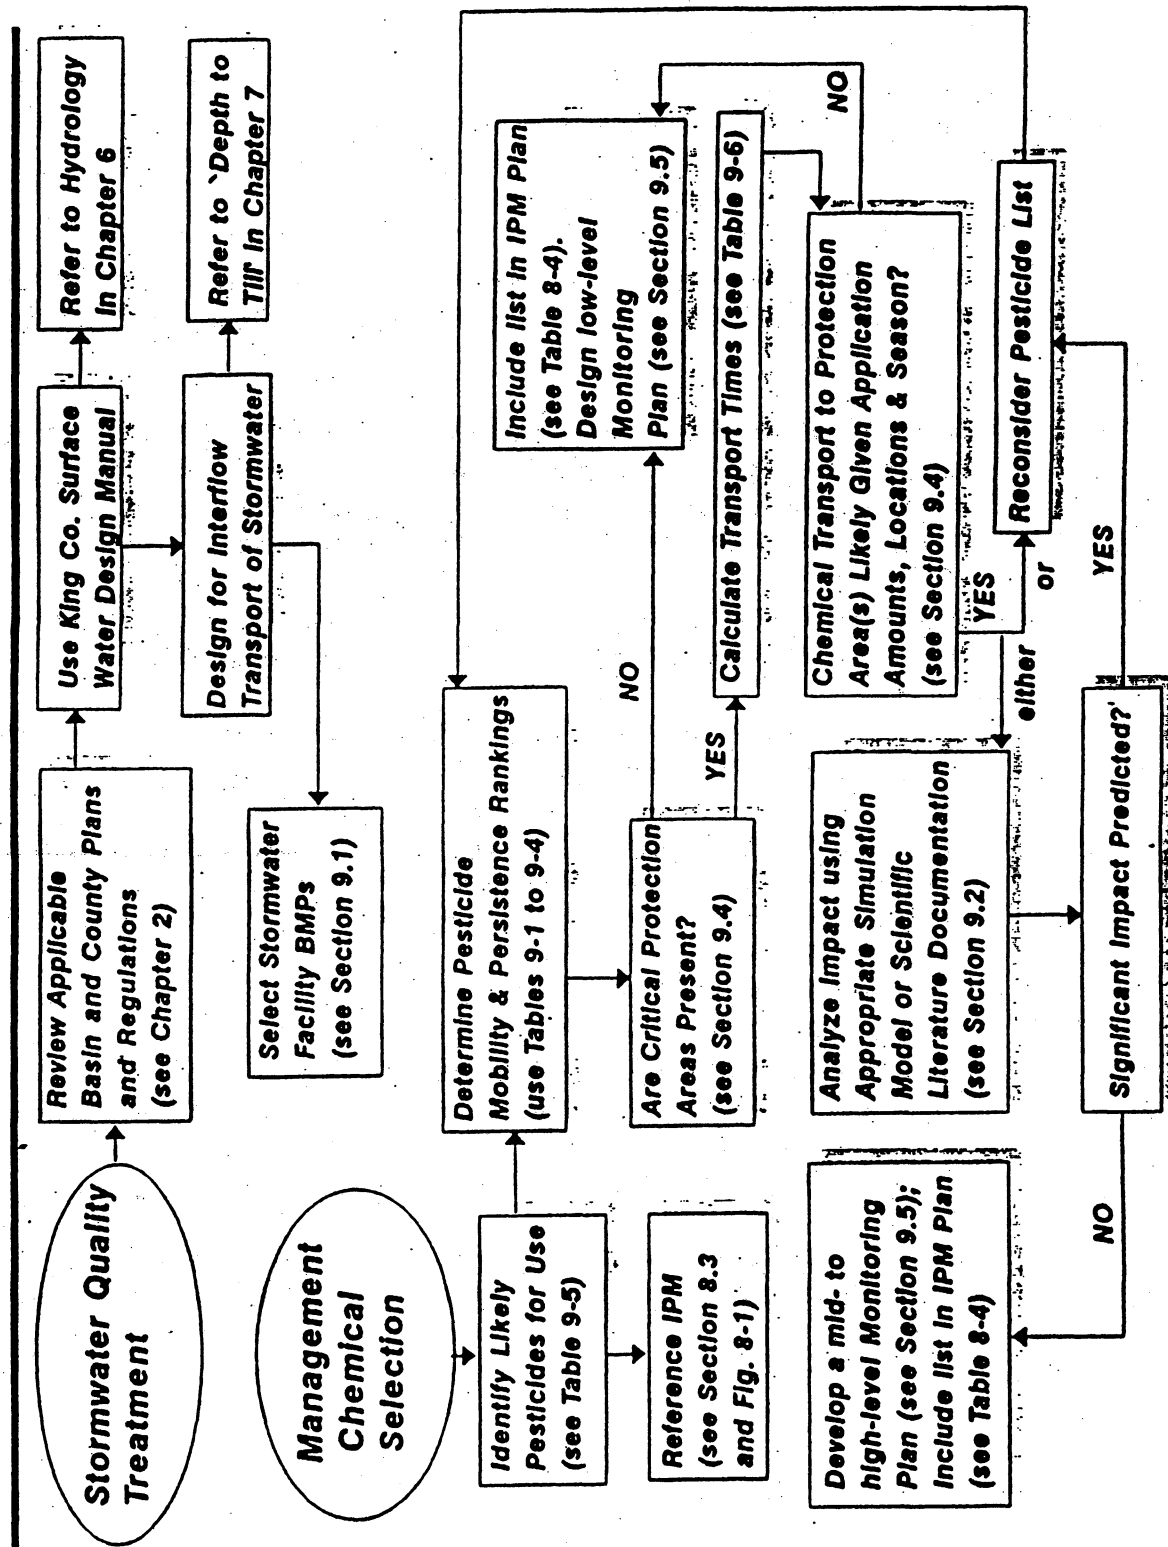 Stormwater Quality
Treatment
Review Applicable
Basin and County Plans
and Regulations
(see Chapter 2)
Use King Co. Surface
Water Design Manual
Refer to Hydrology
in Chapter 6
Design for Interflow
Transport of Stormwater
Refer to `Depth to
Till' in Chapter 7
Select Stormwater
Facility BMPs
(see Section 9.1)
Management
Chemical
Selection
Identify Likely
Pesticides for Use
(see Table 9-5)
Reference IPM
(see Section 8.3
and Fig. 8-1)
Determine Pesticide
Mobility & Persistence Rankings
(use Tables 9-1 to 9-4)
Are Critical Protection
Areas Present?
(see Section 9.4)
NO
Include list in IPM Plan
(see Table 8-4).
Design low-level
Monitoring
Plan (see Section 9.5)
YES
Calculate Transport Times (see Table 9-6)
Chemical Transport to Protection
Area(s) Likely Given Application
Amounts, Locations & Season?
(see Section 9.4)
NO
YES
either
or
Reconsider Pesticide List
Analyze Impact using
Appropriate Simulation
Model or Scientific
Literature Documentation
(see Section 9.2)
Significant Impact Predicted?
YES
NO
Develop a mid- to
high-level Monitoring
Plan (see Section 9.5);
Include list in IPM Plan
(see Table 8-4)